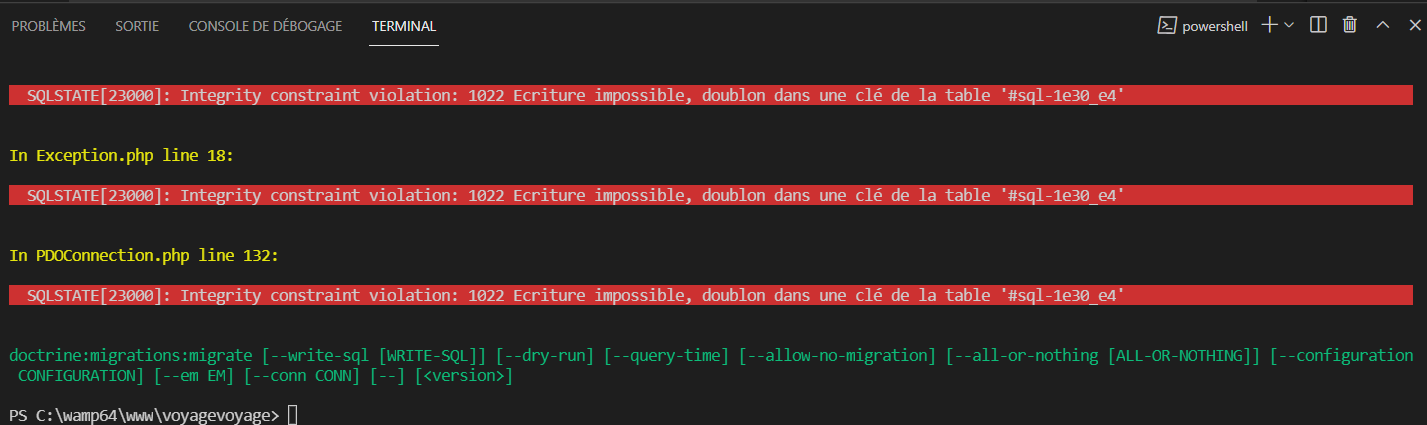 PROBLÈMES SORTIE CONSOLE DE DÉBOGAGE TERMINAL powershell
SQLSTATE[23000]: Integrity constraint violation: 1022 Ecriture impossible, doublon dans une clé de la table '#sql-1e30_e4'
In Exception.php line 18:
SQLSTATE[23000]: Integrity constraint violation: 1022 Ecriture impossible, doublon dans une clé de la table '#sql-1e30_e4'
In PDOConnection.php line 132:
SQLSTATE[23000]: Integrity constraint violation: 1022 Ecriture impossible, doublon dans une clé de la table '#sql-1e30_e4'
doctrine:migrations:migrate [--write-sql [WRITE-SQL]] [--dry-run] [--query-time] [--allow-no-migration] [--all-or-nothing [ALL-OR-NOTHING]] [--configuration
CONFIGURATION] [--em EM] [--conn CONN] [--] [<version>]
PS C:\wamp64\www\voyagevoyage>